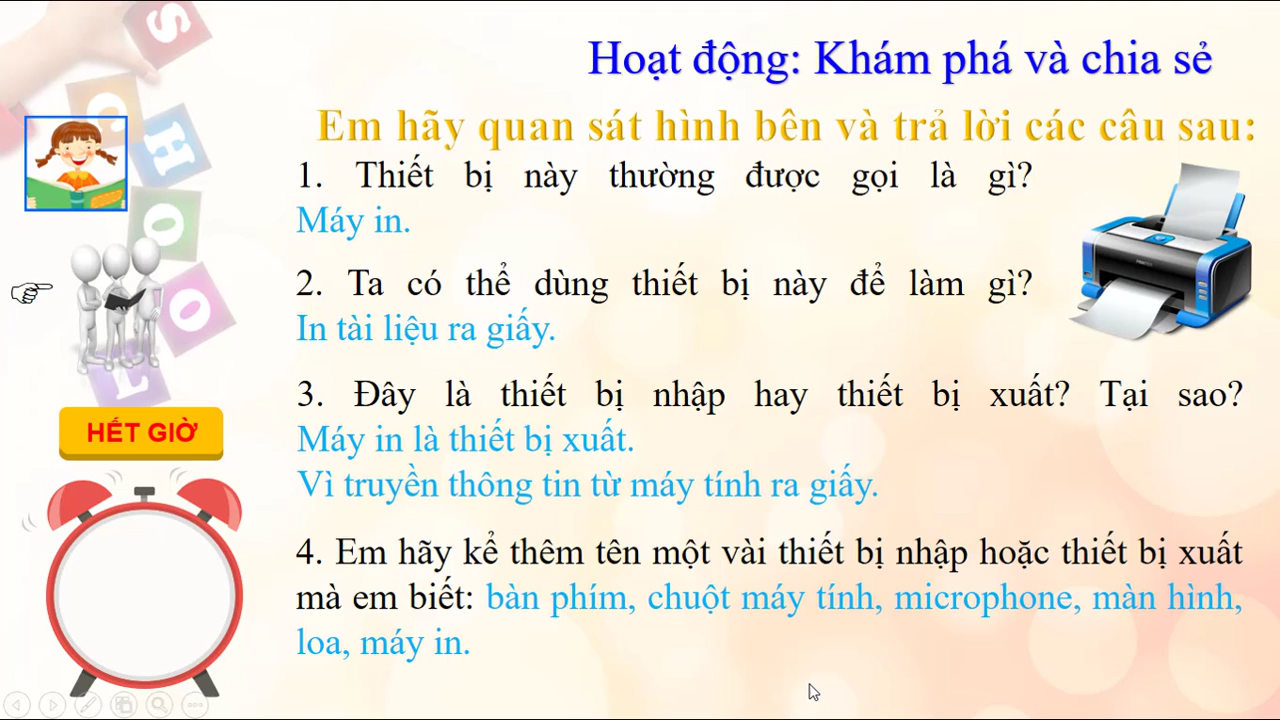 Hoạt động: Khám phá và chia sẻ
Em hãy quan sát hình bên và trả lời các câu sau:
1. Thiết bị này thường được gọi là gì?
Máy in.
2. Ta có thể dùng thiết bị này để làm gì?
In tài liệu ra giấy.
3. Đây là thiết bị nhập hay thiết bị xuất? Tại sao?
Máy in là thiết bị xuất.
Vì truyền thông tin từ máy tính ra giấy.
4. Em hãy kể thêm tên một vài thiết bị nhập hoặc thiết bị xuất
mà em biết: bàn phím, chuột máy tính, microphone, màn hình,
loa, máy in.
HẾT GIỜ
S
C
H
O
O
L